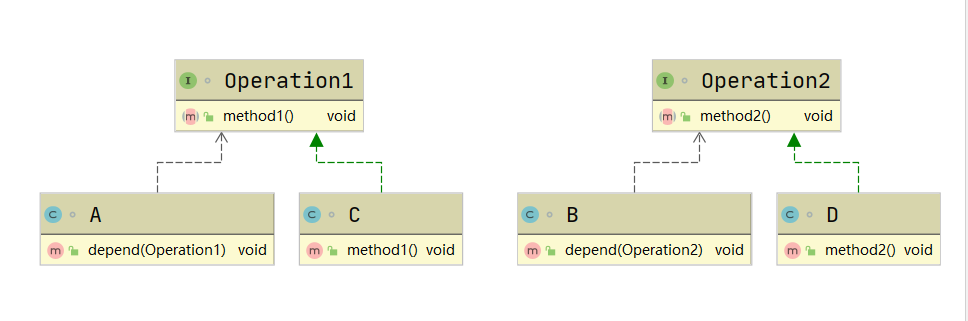 I Operation1
m method1() void
C A
m depend(Operation1) void
C C
m method1() void
I Operation2
m method2() void
C B
m depend(Operation2) void
C D
m method2() void